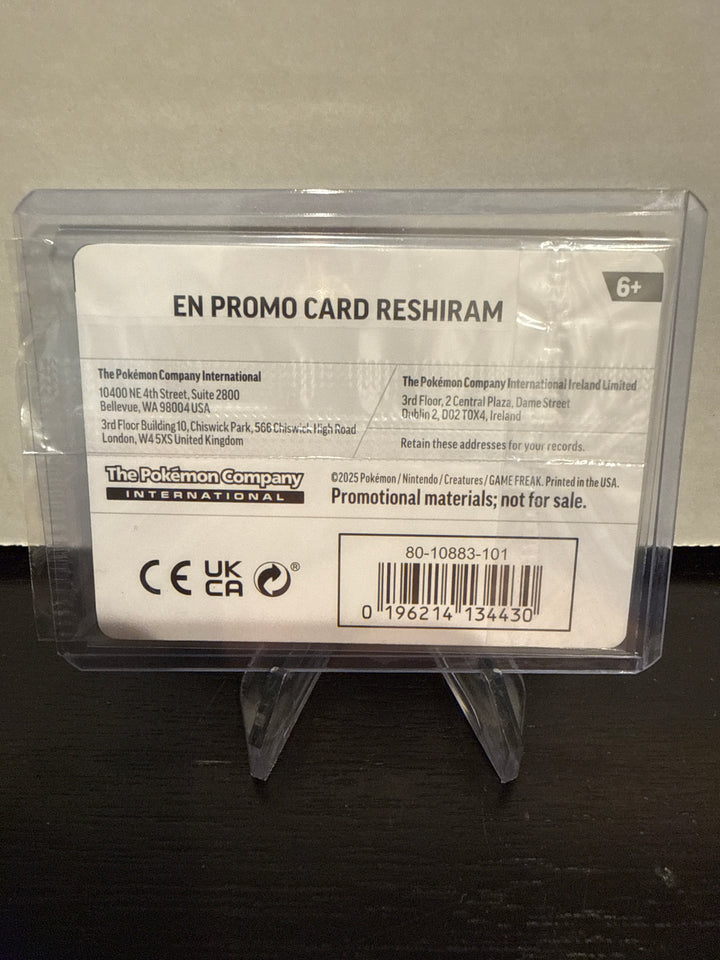 EN PROMO CARD RESHIRAM
6+
The Pokémon Company International
10400 NE 4th Street, Suite 2800
Bellevue, WA 98004 USA
3rd Floor Building 10, Chiswick Park, 566 Chiswick High Road
London, W4 5XS United Kingdom
The Pokémon Company International Ireland Limited
3rd Floor, 2 Central Plaza, Dame Street
Dublin 2, D02 T0X4, Ireland
Retain these addresses for your records.
The Pokémon Company
INTERNATIONAL
©2025 Pokémon / Nintendo / Creatures / GAME FREAK. Printed in the USA.
Promotional materials; not for sale.
CE
UK
CA
®
80-10883-101
0 196214 134430